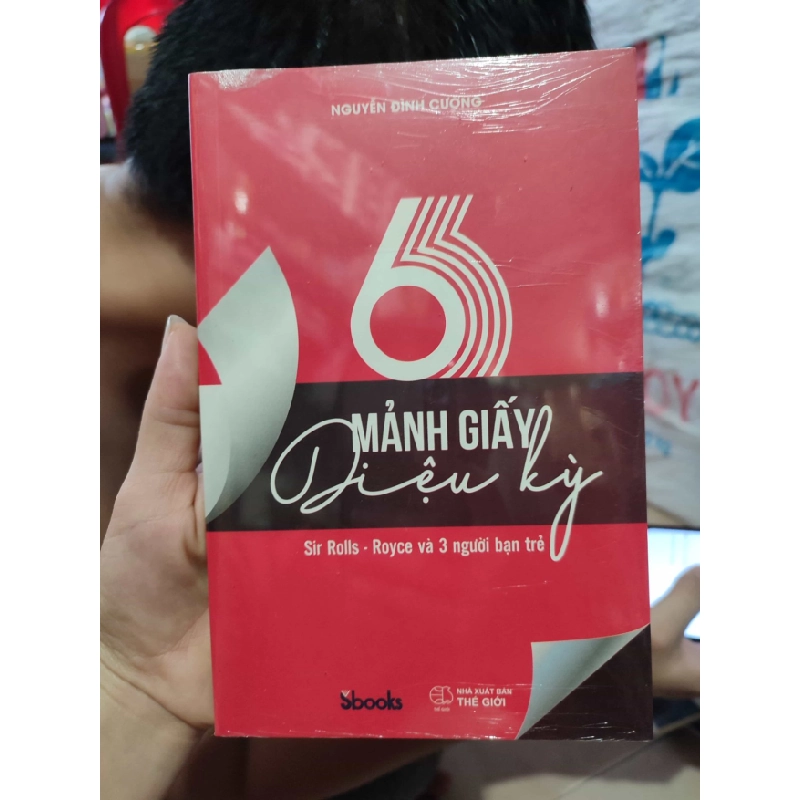 NGUYỄN ĐÌNH CƯỜNG
6
MẢNH GIẤY
Diệu kỳ
Sir Rolls - Royce và 3 người bạn trẻ
Sbooks
NHÀ XUẤT BẢN
THẾ GIỚI